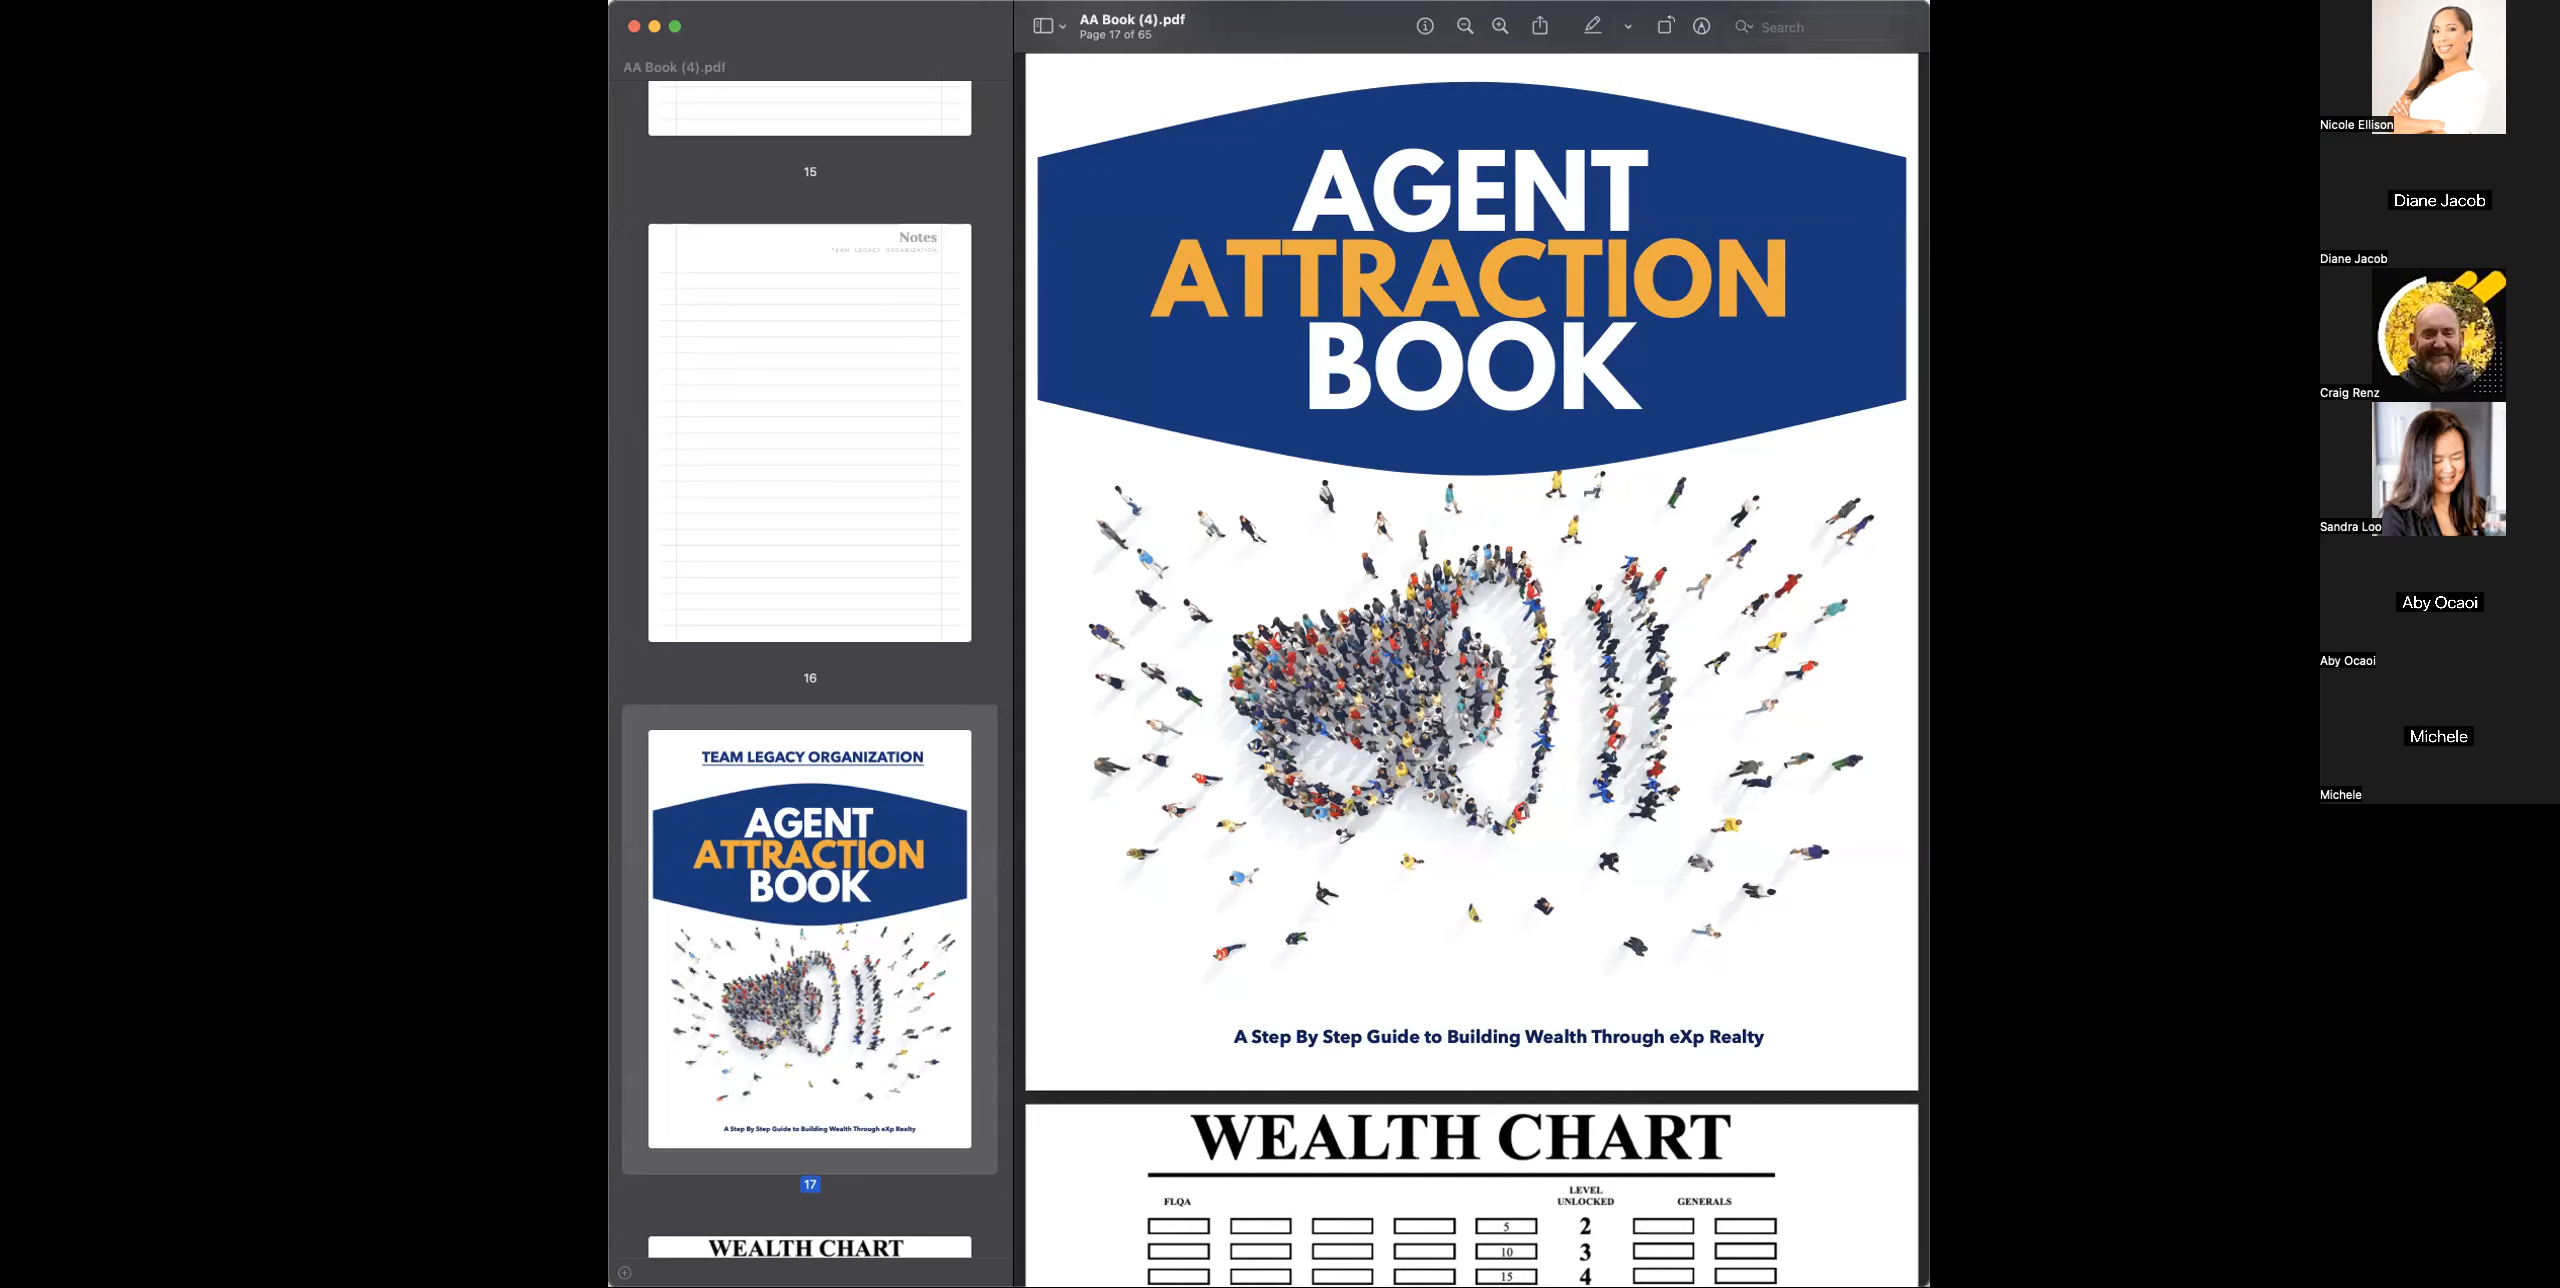 AA Book (4).pdf
15
Notes
TEAM LEGACY ORGANIZATION
16
TEAM LEGACY ORGANIZATION
AGENT
ATTRACTION
BOOK
A Step By Step Guide to Building Wealth Through eXp Realty
17
WEALTH CHART
AA Book (4).pdf
Page 17 of 65
Search
AGENT
ATTRACTION
BOOK
A Step By Step Guide to Building Wealth Through eXp Realty
WEALTH CHART
FLQA
LEVEL
UNLOCKED
GENERALS
5 2
10 3
15 4
Nicole Ellison
Diane Jacob
Diane Jacob
Craig Renz
Sandra Loo
Aby Ocaoi
Aby Ocaoi
Michele
Michele